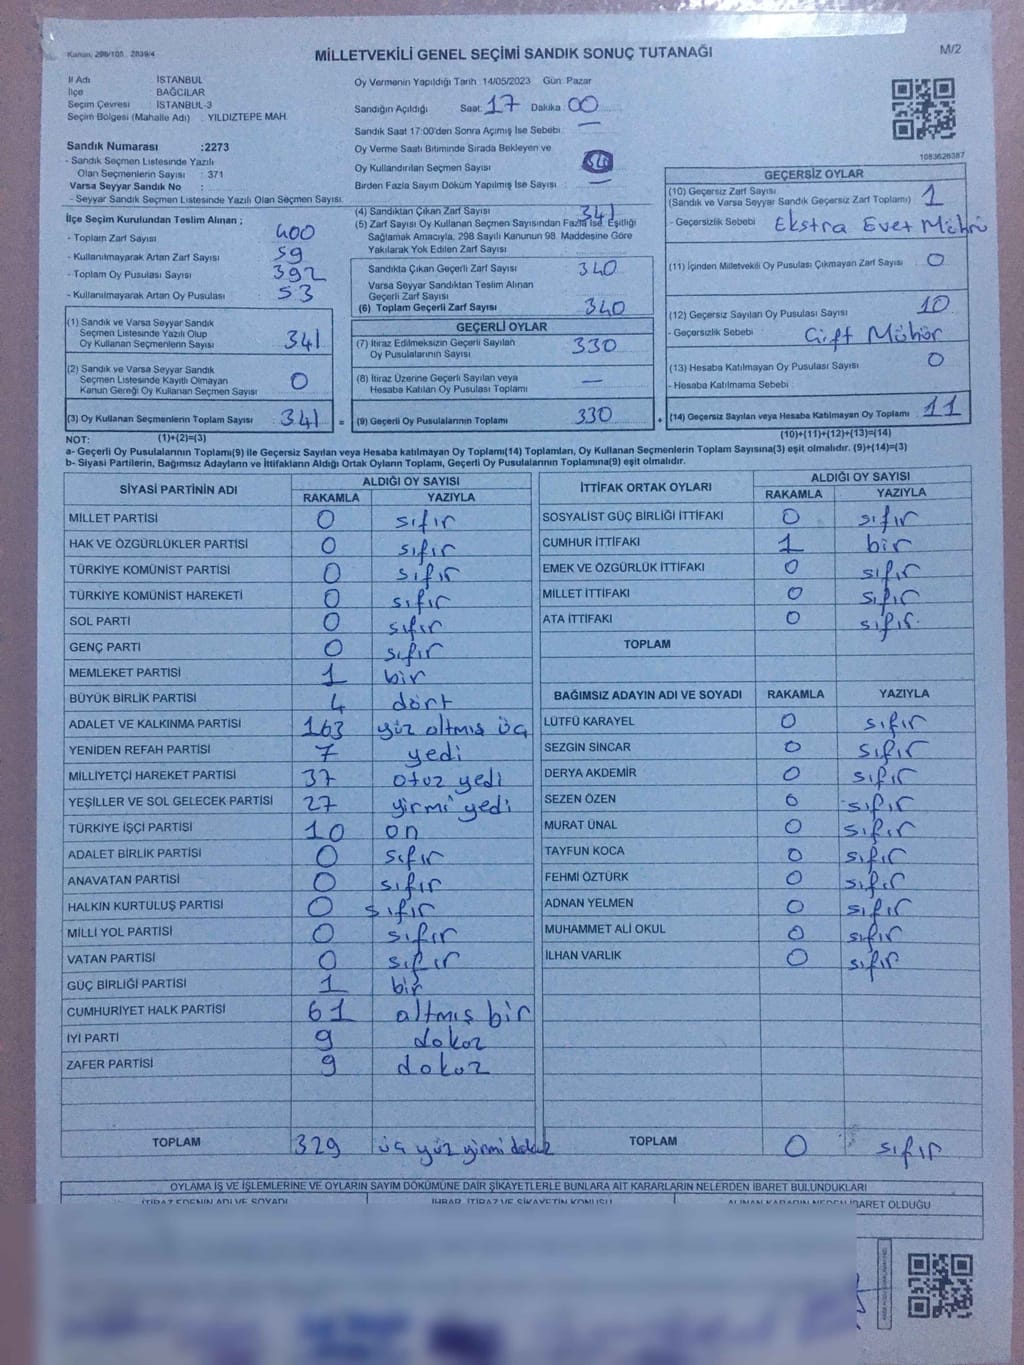 Kanun, 298/105 2839/4
MİLLETVEKİLİ GENEL SEÇİMİ SANDIK SONUÇ TUTANAĞI
M/2
İl Adı : İSTANBUL
İlçe : BAĞCILAR
Seçim Çevresi : İSTANBUL-3
Seçim Bölgesi (Mahalle Adı) : YILDIZTEPE MAH.
Sandık Numarası :2273
- Sandık Seçmen Listesinde Yazılı
Olan Seçmenlerin Sayısı : 371
Varsa Seyyar Sandık No :
- Seyyar Sandık Seçmen Listesinde Yazılı Olan Seçmen Sayısı:
Oy Vermenin Yapıldığı Tarih :14/05/2023 Gün: Pazar
Sandığın Açıldığı Saat: 17 Dakika: 00
Sandık Saat 17:00'den Sonra Açımış İse Sebebi: —
Oy Verme Saati Bitiminde Sırada Bekleyen ve
Oy Kullandırılan Seçmen Sayısı :
Birden Fazla Sayım Döküm Yapılmış İse Sayısı : —
1083626387
İlçe Seçim Kurulundan Teslim Alınan ;
- Toplam Zarf Sayısı : 400
- Kullanılmayarak Artan Zarf Sayısı : 59
- Toplam Oy Pusulası Sayısı : 392
- Kullanılmayarak Artan Oy Pusulası : 53
(1) Sandık ve Varsa Seyyar Sandık
Seçmen Listesinde Yazılı Olup
Oy Kullanan Seçmenlerin Sayısı : 341
(2) Sandık ve Varsa Seyyar Sandık
Seçmen Listesinde Kayıtlı Olmayan
Kanun Gereği Oy Kullanan Seçmen Sayısı : 0
(3) Oy Kullanan Seçmenlerin Toplam Sayısı : 341 =
(4) Sandıktan Çıkan Zarf Sayısı : 341
(5) Zarf Sayısı Oy Kullanan Seçmen Sayısından Fazla İse, Eşitliği
Sağlamak Amacıyla, 298 Sayılı Kanunun 98. Maddesine Göre
Yakılarak Yok Edilen Zarf Sayısı :
Sandıkta Çıkan Geçerli Zarf Sayısı : 340
Varsa Seyyar Sandıktan Teslim Alınan
Geçerli Zarf Sayısı :
(6) Toplam Geçerli Zarf Sayısı : 340
GEÇERLİ OYLAR
(7) İtiraz Edilmeksizin Geçerli Sayılan
Oy Pusulalarının Sayısı : 330
(8) İtiraz Üzerine Geçerli Sayılan veya
Hesaba Katılan Oy Pusulası Toplamı : —
(9) Geçerli Oy Pusulalarının Toplamı : 330 +
GEÇERSİZ OYLAR
(10) Geçersiz Zarf Sayısı
(Sandık ve Varsa Seyyar Sandık Geçersiz Zarf Toplamı) : 1
- Geçersizlik Sebebi : Ekstra Evet Mührü
(11) İçinden Milletvekili Oy Pusulası Çıkmayan Zarf Sayısı : 0
(12) Geçersiz Sayılan Oy Pusulası Sayısı : 10
- Geçersizlik Sebebi : Çift Mühür
(13) Hesaba Katılmayan Oy Pusulası Sayısı : 0
- Hesaba Katılmama Sebebi :
(14) Geçersiz Sayılan veya Hesaba Katılmayan Oy Toplamı : 11
NOT: (1)+(2)=(3)
(10)+(11)+(12)+(13)=(14)
a- Geçerli Oy Pusulalarının Toplamı(9) ile Geçersiz Sayılan veya Hesaba katılmayan Oy Toplamı(14) Toplamları, Oy Kullanan Seçmenlerin Toplam Sayısına(3) eşit olmalıdır. (9)+(14)=(3)
b- Siyasi Partilerin, Bağımsız Adayların ve İttifakların Aldığı Ortak Oyların Toplamı, Geçerli Oy Pusulalarının Toplamına(9) eşit olmalıdır.
SİYASİ PARTİNİN ADI
ALDIĞI OY SAYISI
RAKAMLA YAZIYLA
MİLLET PARTİSİ 0 sıfır
HAK VE ÖZGÜRLÜKLER PARTİSİ 0 sıfır
TÜRKİYE KOMÜNİST PARTİSİ 0 sıfır
TÜRKİYE KOMÜNİST HAREKETİ 0 sıfır
SOL PARTİ 0 sıfır
GENÇ PARTİ 0 sıfır
MEMLEKET PARTİSİ 1 bir
BÜYÜK BİRLİK PARTİSİ 4 dört
ADALET VE KALKINMA PARTİSİ 163 yüz altmış üç
YENİDEN REFAH PARTİSİ 7 yedi
MİLLİYETÇİ HAREKET PARTİSİ 37 otuz yedi
YEŞİLLER VE SOL GELECEK PARTİSİ 27 yirmi yedi
TÜRKİYE İŞÇİ PARTİSİ 10 on
ADALET BİRLİK PARTİSİ 0 sıfır
ANAVATAN PARTİSİ 0 sıfır
HALKIN KURTULUŞ PARTİSİ 0 sıfır
MİLLİ YOL PARTİSİ 0 sıfır
VATAN PARTİSİ 0 sıfır
GÜÇ BİRLİĞİ PARTİSİ 1 bir
CUMHURİYET HALK PARTİSİ 61 altmış bir
İYİ PARTİ 9 dokuz
ZAFER PARTİSİ 9 dokuz
TOPLAM 329 üç yüz yirmi dokuz
İTTİFAK ORTAK OYLARI
ALDIĞI OY SAYISI
RAKAMLA YAZIYLA
SOSYALİST GÜÇ BİRLİĞİ İTTİFAKI 0 sıfır
CUMHUR İTTİFAKI 1 bir
EMEK VE ÖZGÜRLÜK İTTİFAKI 0 sıfır
MİLLET İTTİFAKI 0 sıfır
ATA İTTİFAKI 0 sıfır
TOPLAM
BAĞIMSIZ ADAYIN ADI VE SOYADI RAKAMLA YAZIYLA
LÜTFÜ KARAYEL 0 sıfır
SEZGİN SİNCAR 0 sıfır
DERYA AKDEMİR 0 sıfır
SEZEN ÖZEN 0 sıfır
MURAT ÜNAL 0 sıfır
TAYFUN KOCA 0 sıfır
FEHMİ ÖZTÜRK 0 sıfır
ADNAN YELMEN 0 sıfır
MUHAMMET ALİ OKUL 0 sıfır
İLHAN VARLIK 0 sıfır
TOPLAM 0 sıfır
OYLAMA İŞ VE İŞLEMLERİNE VE OYLARIN SAYIM DÖKÜMÜNE DAİR ŞİKAYETLERLE BUNLARA AİT KARARLARIN NELERDEN İBARET BULUNDUKLARI
İTİRAZ EDENİN ADI VE SOYADI İHBAR, İTİRAZ VE ŞİKAYETİN KONUSU ALINAN KARARIN NEDEN İBARET OLDUĞU